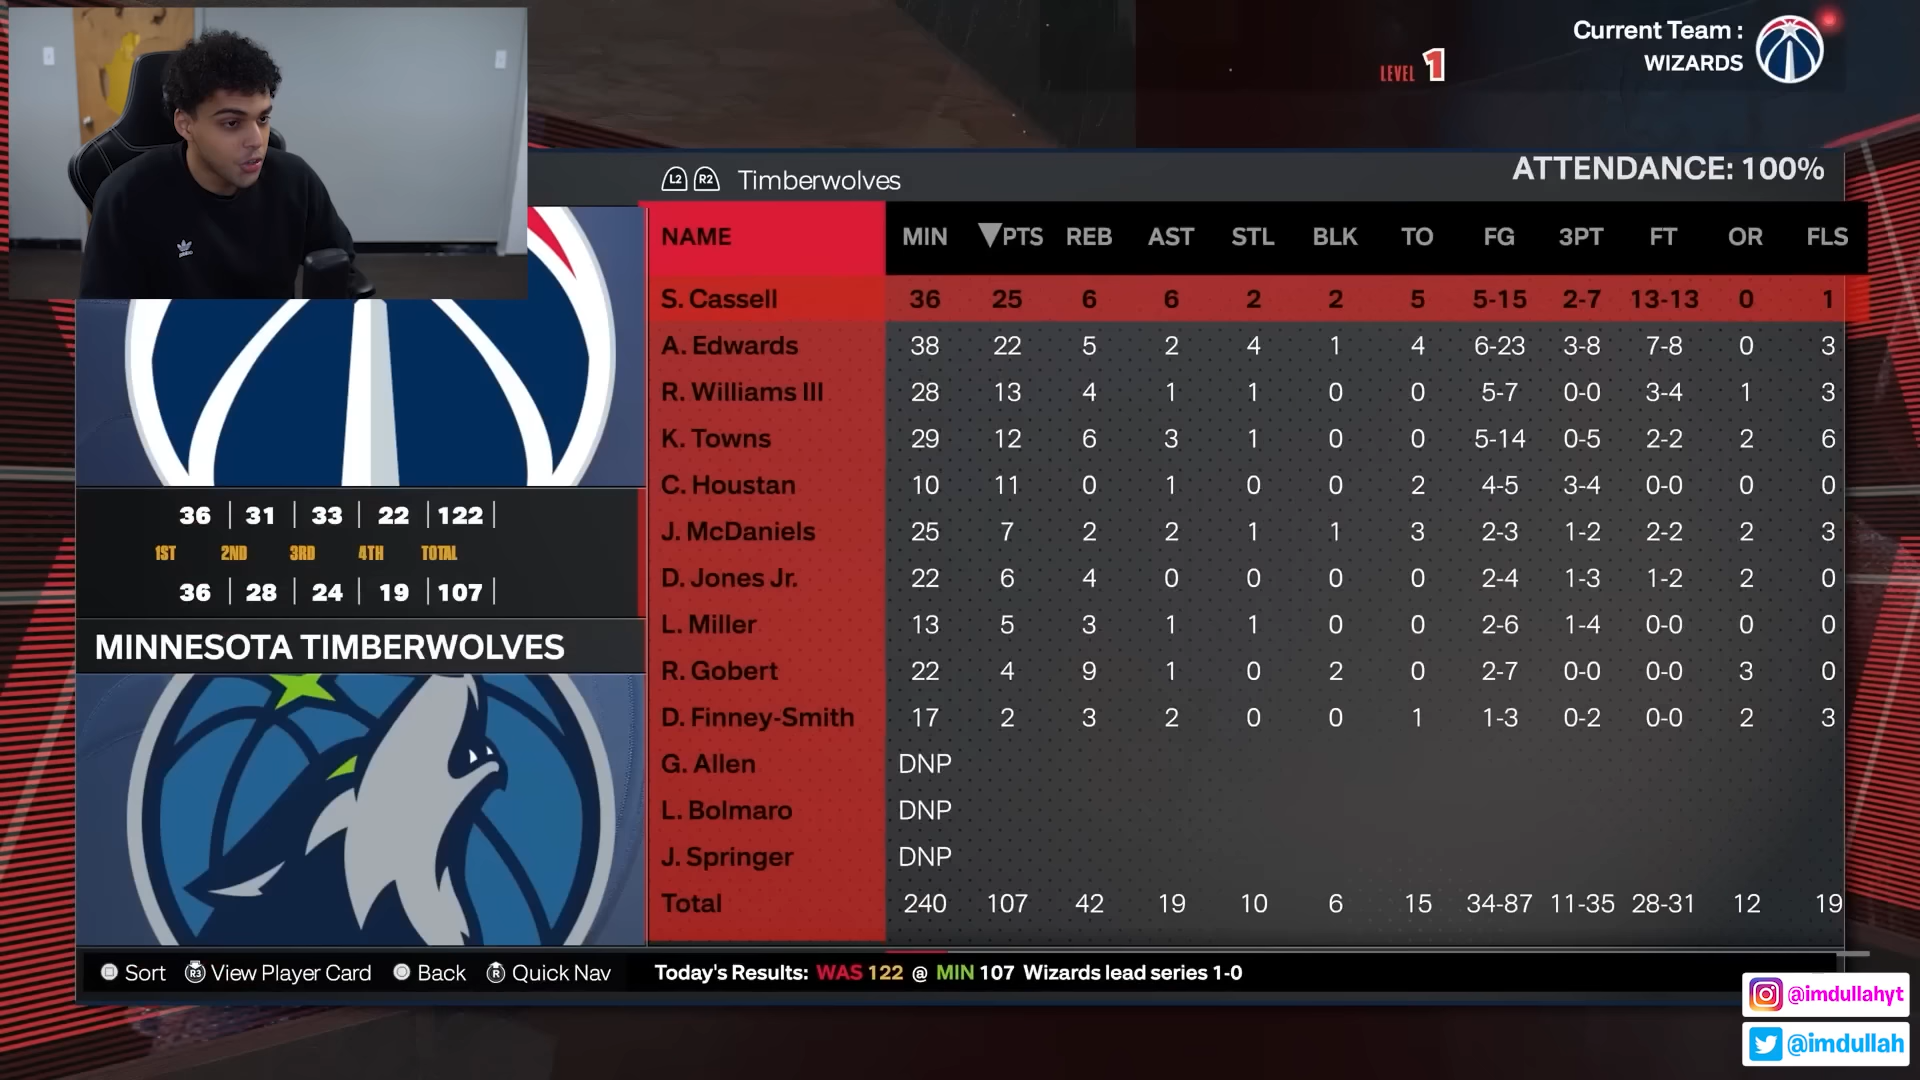 Current Team :
WIZARDS
LEVEL 1
ATTENDANCE: 100%
L2 R2 Timberwolves
NAME MIN PTS REB AST STL BLK TO FG 3PT FT OR FLS
S. Cassell 36 25 6 6 2 2 5 5-15 2-7 13-13 0 1
A. Edwards 38 22 5 2 4 1 4 6-23 3-8 7-8 0 3
R. Williams III 28 13 4 1 1 0 0 5-7 0-0 3-4 1 3
K. Towns 29 12 6 3 1 0 0 5-14 0-5 2-2 2 6
C. Houstan 10 11 0 1 0 0 2 4-5 3-4 0-0 0 0
J. McDaniels 25 7 2 2 1 1 3 2-3 1-2 2-2 2 3
D. Jones Jr. 22 6 4 0 0 0 0 2-4 1-3 1-2 2 0
L. Miller 13 5 3 1 1 0 0 2-6 1-4 0-0 0 0
R. Gobert 22 4 9 1 0 2 0 2-7 0-0 0-0 3 0
D. Finney-Smith 17 2 3 2 0 0 1 1-3 0-2 0-0 2 3
G. Allen DNP
L. Bolmaro DNP
J. Springer DNP
Total 240 107 42 19 10 6 15 34-87 11-35 28-31 12 19
36 31 33 22 122
1ST 2ND 3RD 4TH TOTAL
36 28 24 19 107
MINNESOTA TIMBERWOLVES
Sort R3 View Player Card Back R Quick Nav
Today's Results: WAS 122 @ MIN 107 Wizards lead series 1-0
@imdullahyt
@imdullah